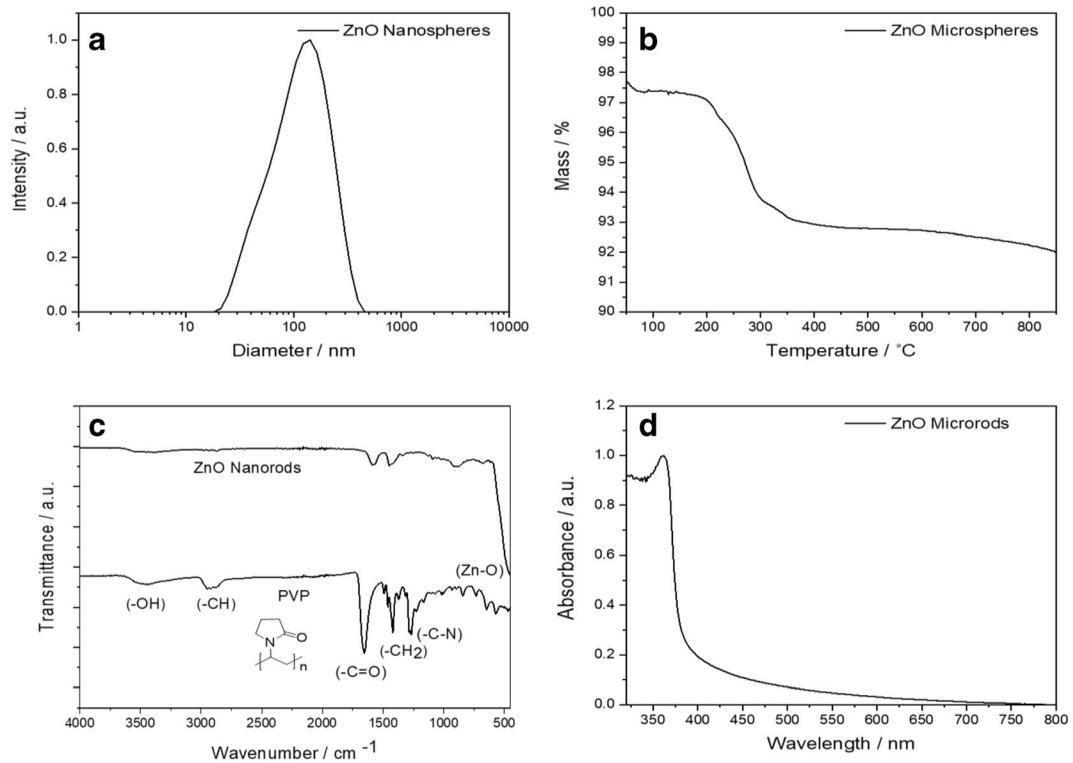 a
ZnO Nanospheres
1.0
0.8
0.6
0.4
0.2
0.0
Intensity / a.u.
1 10 100 1000 10000
Diameter / nm
b
ZnO Microspheres
100
99
98
97
96
95
94
93
92
91
90
Mass / %
100 200 300 400 500 600 700 800
Temperature / °C
c
ZnO Nanorods
(Zn-O)
(-OH) (-CH) PVP
(-C-N)
N O
n
(-CH2)
(-C=O)
Transmittance / a.u.
4000 3500 3000 2500 2000 1500 1000 500
Wavenumber / cm -1
d
ZnO Microrods
1.2
1.0
0.8
0.6
0.4
0.2
0.0
Absorbance / a.u.
350 400 450 500 550 600 650 700 750 800
Wavelength / nm